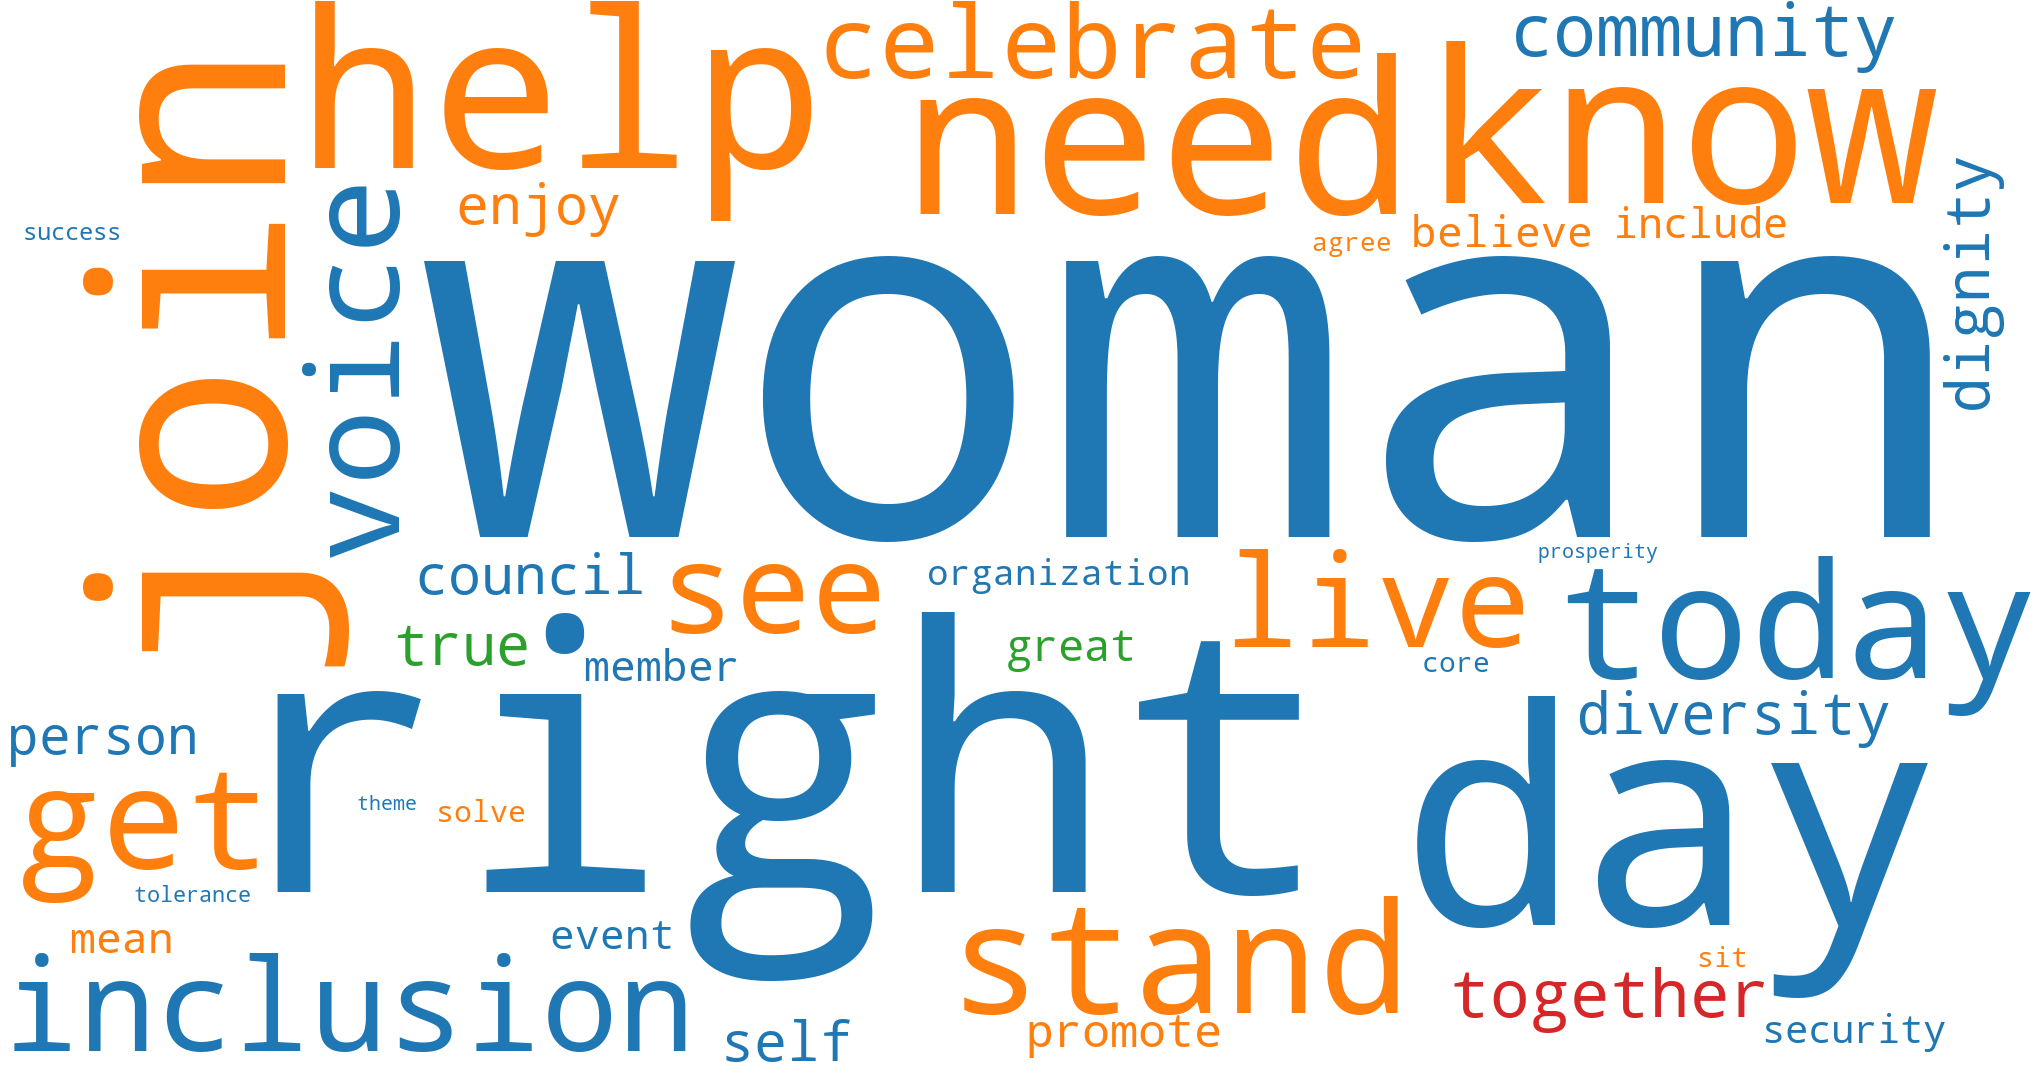 help
celebrate
community
join
need
know
voice
enjoy
success
agree
believe
include
dignity
woman
council
see
organization
live
prosperity
today
true
member
great
core
right
person
diversity
day
get
theme
solve
tolerance
mean
event
stand
sit
inclusion
together
self
promote
security